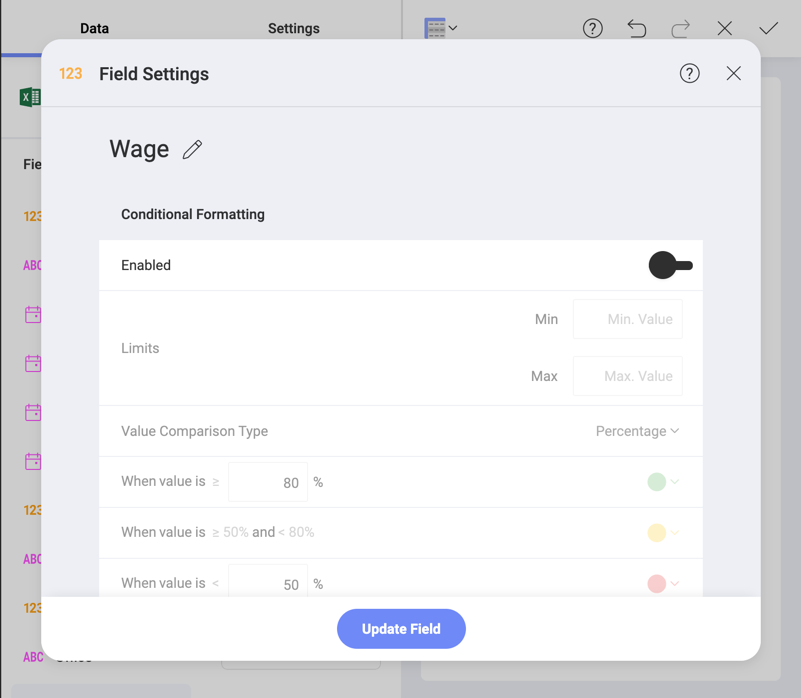 Data Settings ?
123 Field Settings ?
Fie
Wage
123
Conditional Formatting
ABC
Enabled
Min Min. Value
Limits
Max Max. Value
Value Comparison Type Percentage
When value is ≥ 80 %
123
When value is ≥ 50% and < 80%
ABC
When value is < 50 %
123
Update Field
ABC